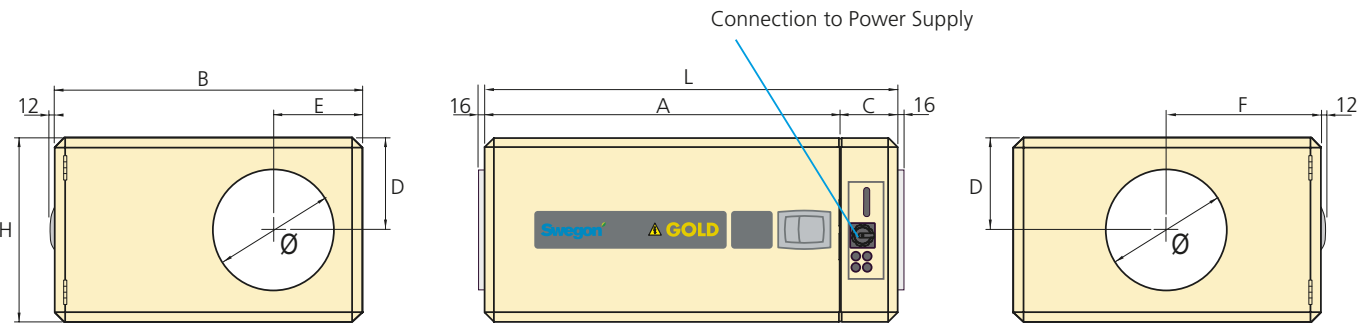 Connection to Power Supply
B
12
E
D
H
Ø
L
16
A
C
16
Swegon
GOLD
F
12
D
Ø